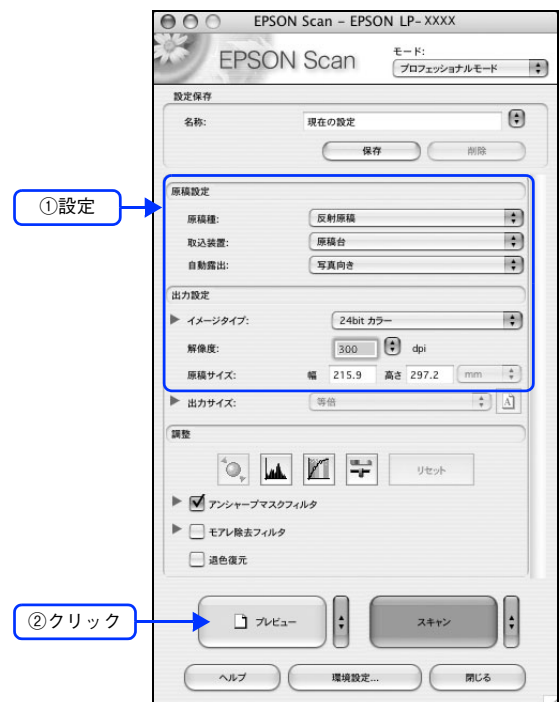 EPSON Scan - EPSON LP-XXXX
EPSON Scan
モード:
プロフェッショナルモード
設定保存
名称: 現在の設定
保存 削除
①設定
原稿設定
原稿種: 反射原稿
取込装置: 原稿台
自動露出: 写真向き
出力設定
イメージタイプ: 24bit カラー
解像度: 300 dpi
原稿サイズ: 幅 215.9 高さ 297.2 mm
出力サイズ: 等倍 A
調整
リセット
アンシャープマスクフィルタ
モアレ除去フィルタ
退色復元
②クリック
プレビュー スキャン
ヘルプ 環境設定... 閉じる